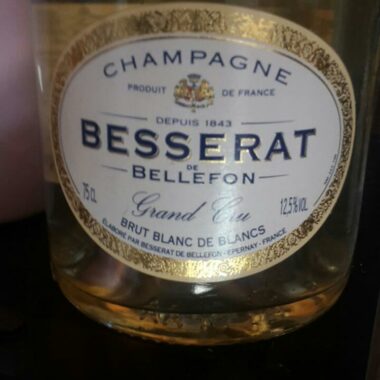 CHAMPAGNE
PRODUIT DE FRANCE
DEPUIS 1843
BESSERAT
DE
BELLEFON
Grand Cru
75 CL 12,5% VOL
BRUT BLANC DE BLANCS
ÉLABORÉ PAR BESSERAT DE BELLEFON - EPERNAY - FRANCE